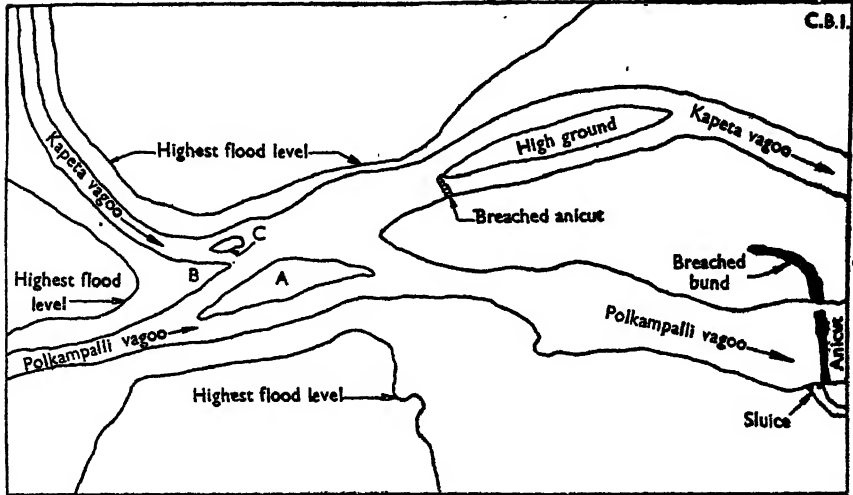 C.B.I.
Kapeta vagoo
Highest flood level
High ground
Kapeta vagoo
Breached anicut
C
B
A
Highest flood
level
Breached
bund
Polkampalli vagoo
Polkampalli vagoo
Anicut
Highest flood level
Sluice